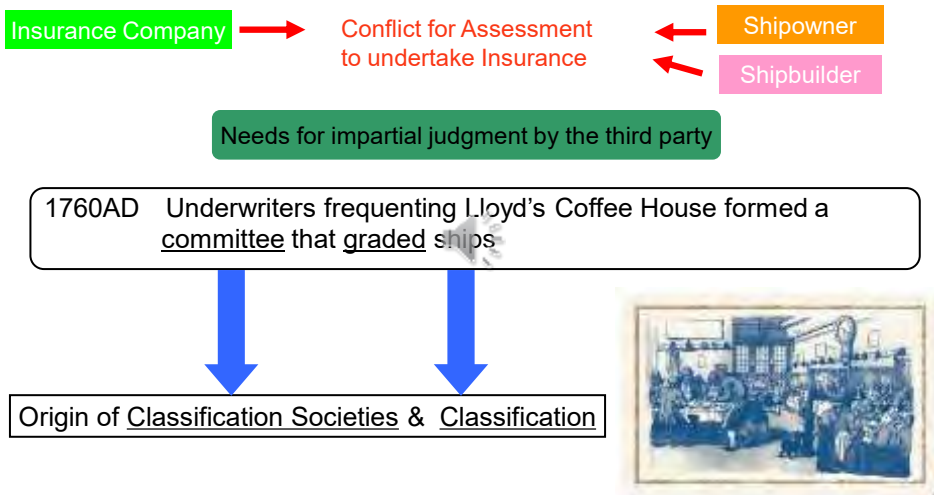 Insurance Company
Conflict for Assessment
to undertake Insurance
Shipowner
Shipbuilder
Needs for impartial judgment by the third party
1760AD Underwriters frequenting Lloyd's Coffee House formed a
committee that graded ships
Origin of Classification Societies & Classification